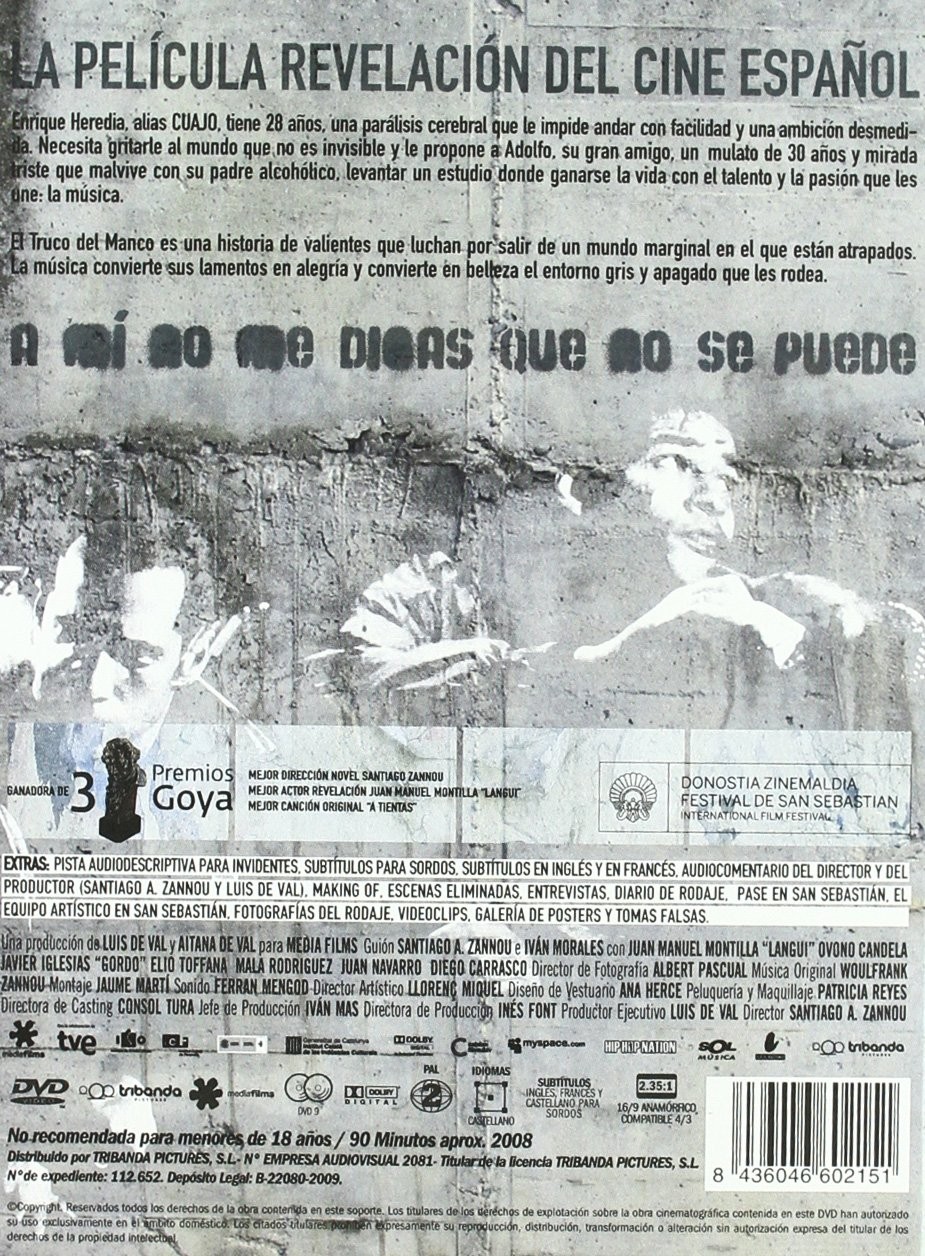 LA PELÍCULA REVELACIÓN DEL CINE ESPAÑOL
Enrique Heredia, alias CUAJO, tiene 28 años, una parálisis cerebral que le impide andar con facilidad y una ambición desmedi-
da. Necesita gritarle al mundo que no es invisible y le propone a Adolfo, su gran amigo, un mulato de 30 años y mirada
triste que malvive con su padre alcohólico, levantar un estudio donde ganarse la vida con el talento y la pasión que les
une: la música.
El Truco del Manco es una historia de valientes que luchan por salir de un mundo marginal en el que están atrapados.
La música convierte sus lamentos en alegría y convierte en belleza el entorno gris y apagado que les rodea.
A MÍ NO ME DIGAS QUE NO SE PUEDE
GANADORA DE 3 Premios Goya
MEJOR DIRECCIÓN NOVEL SANTIAGO ZANNOU
MEJOR ACTOR REVELACIÓN JUAN MANUEL MONTILLA "LANGUI"
MEJOR CANCIÓN ORIGINAL "A TIENTAS"
DONOSTIA ZINEMALDIA
FESTIVAL DE SAN SEBASTIAN
INTERNATIONAL FILM FESTIVAL
EXTRAS: PISTA AUDIODESCRIPTIVA PARA INVIDENTES, SUBTÍTULOS PARA SORDOS, SUBTÍTULOS EN INGLÉS Y EN FRANCÉS, AUDIOCOMENTARIO DEL DIRECTOR Y DEL
PRODUCTOR (SANTIAGO A. ZANNOU Y LUIS DE VAL), MAKING OF, ESCENAS ELIMINADAS, ENTREVISTAS, DIARIO DE RODAJE, PASE EN SAN SEBASTIÁN, EL
EQUIPO ARTÍSTICO EN SAN SEBASTIÁN, FOTOGRAFÍAS DEL RODAJE, VIDEOCLIPS, GALERÍA DE POSTERS Y TOMAS FALSAS.
Una producción de LUIS DE VAL y AITANA DE VAL para MEDIA FILMS Guión SANTIAGO A. ZANNOU e IVÁN MORALES con JUAN MANUEL MONTILLA "LANGUI" OVONO CANDELA
JAVIER IGLESIAS "GORDO" ELIO TOFFANA MALA RODRIGUEZ JUAN NAVARRO DIEGO CARRASCO Director de Fotografía ALBERT PASCUAL Música Original WOULFRANK
ZANNOU Montaje JAUME MARTÍ Sonido FERRAN MENGOD Director Artístico LLORENÇ MIQUEL Diseño de Vestuario ANA HERCE Peluquería y Maquillaje PATRICIA REYES
Directora de Casting CONSOL TURA Jefe de Producción IVÁN MAS Directora de Producción INÉS FONT Productor Ejecutivo LUIS DE VAL Director SANTIAGO A. ZANNOU
mediafilms tve Generalitat de Catalunya DOLBY myspace.com HIP HOP NATION SOL MÚSICA tribanda PICTURES
DVD VIDEO tribanda PICTURES mediafilms DVD 9 DOLBY DIGITAL PAL 2 IDIOMAS CASTELLANO
SUBTÍTULOS
INGLÉS, FRANCÉS Y
CASTELLANO PARA
SORDOS
2.35:1
16/9 ANAMÓRFICO
COMPATIBLE 4/3
No recomendada para menores de 18 años / 90 Minutos aprox. 2008
Distribuido por TRIBANDA PICTURES, S.L.- Nº EMPRESA AUDIOVISUAL 2081- Titular de la licencia TRIBANDA PICTURES, S.L
Nº de expediente: 112.652. Depósito Legal: B-22080-2009.
8 436046 602151
©Copyright. Reservados todos los derechos de la obra contenida en este soporte. Los titulares de los derechos de explotación sobre la obra cinematográfica contenida en este DVD han autorizado
su uso exclusivamente en el ámbito doméstico. Los citados titulares prohíben expresamente su reproducción, distribución, transformación o alteración sin autorización expresa del titular de los
derechos de la propiedad intelectual.